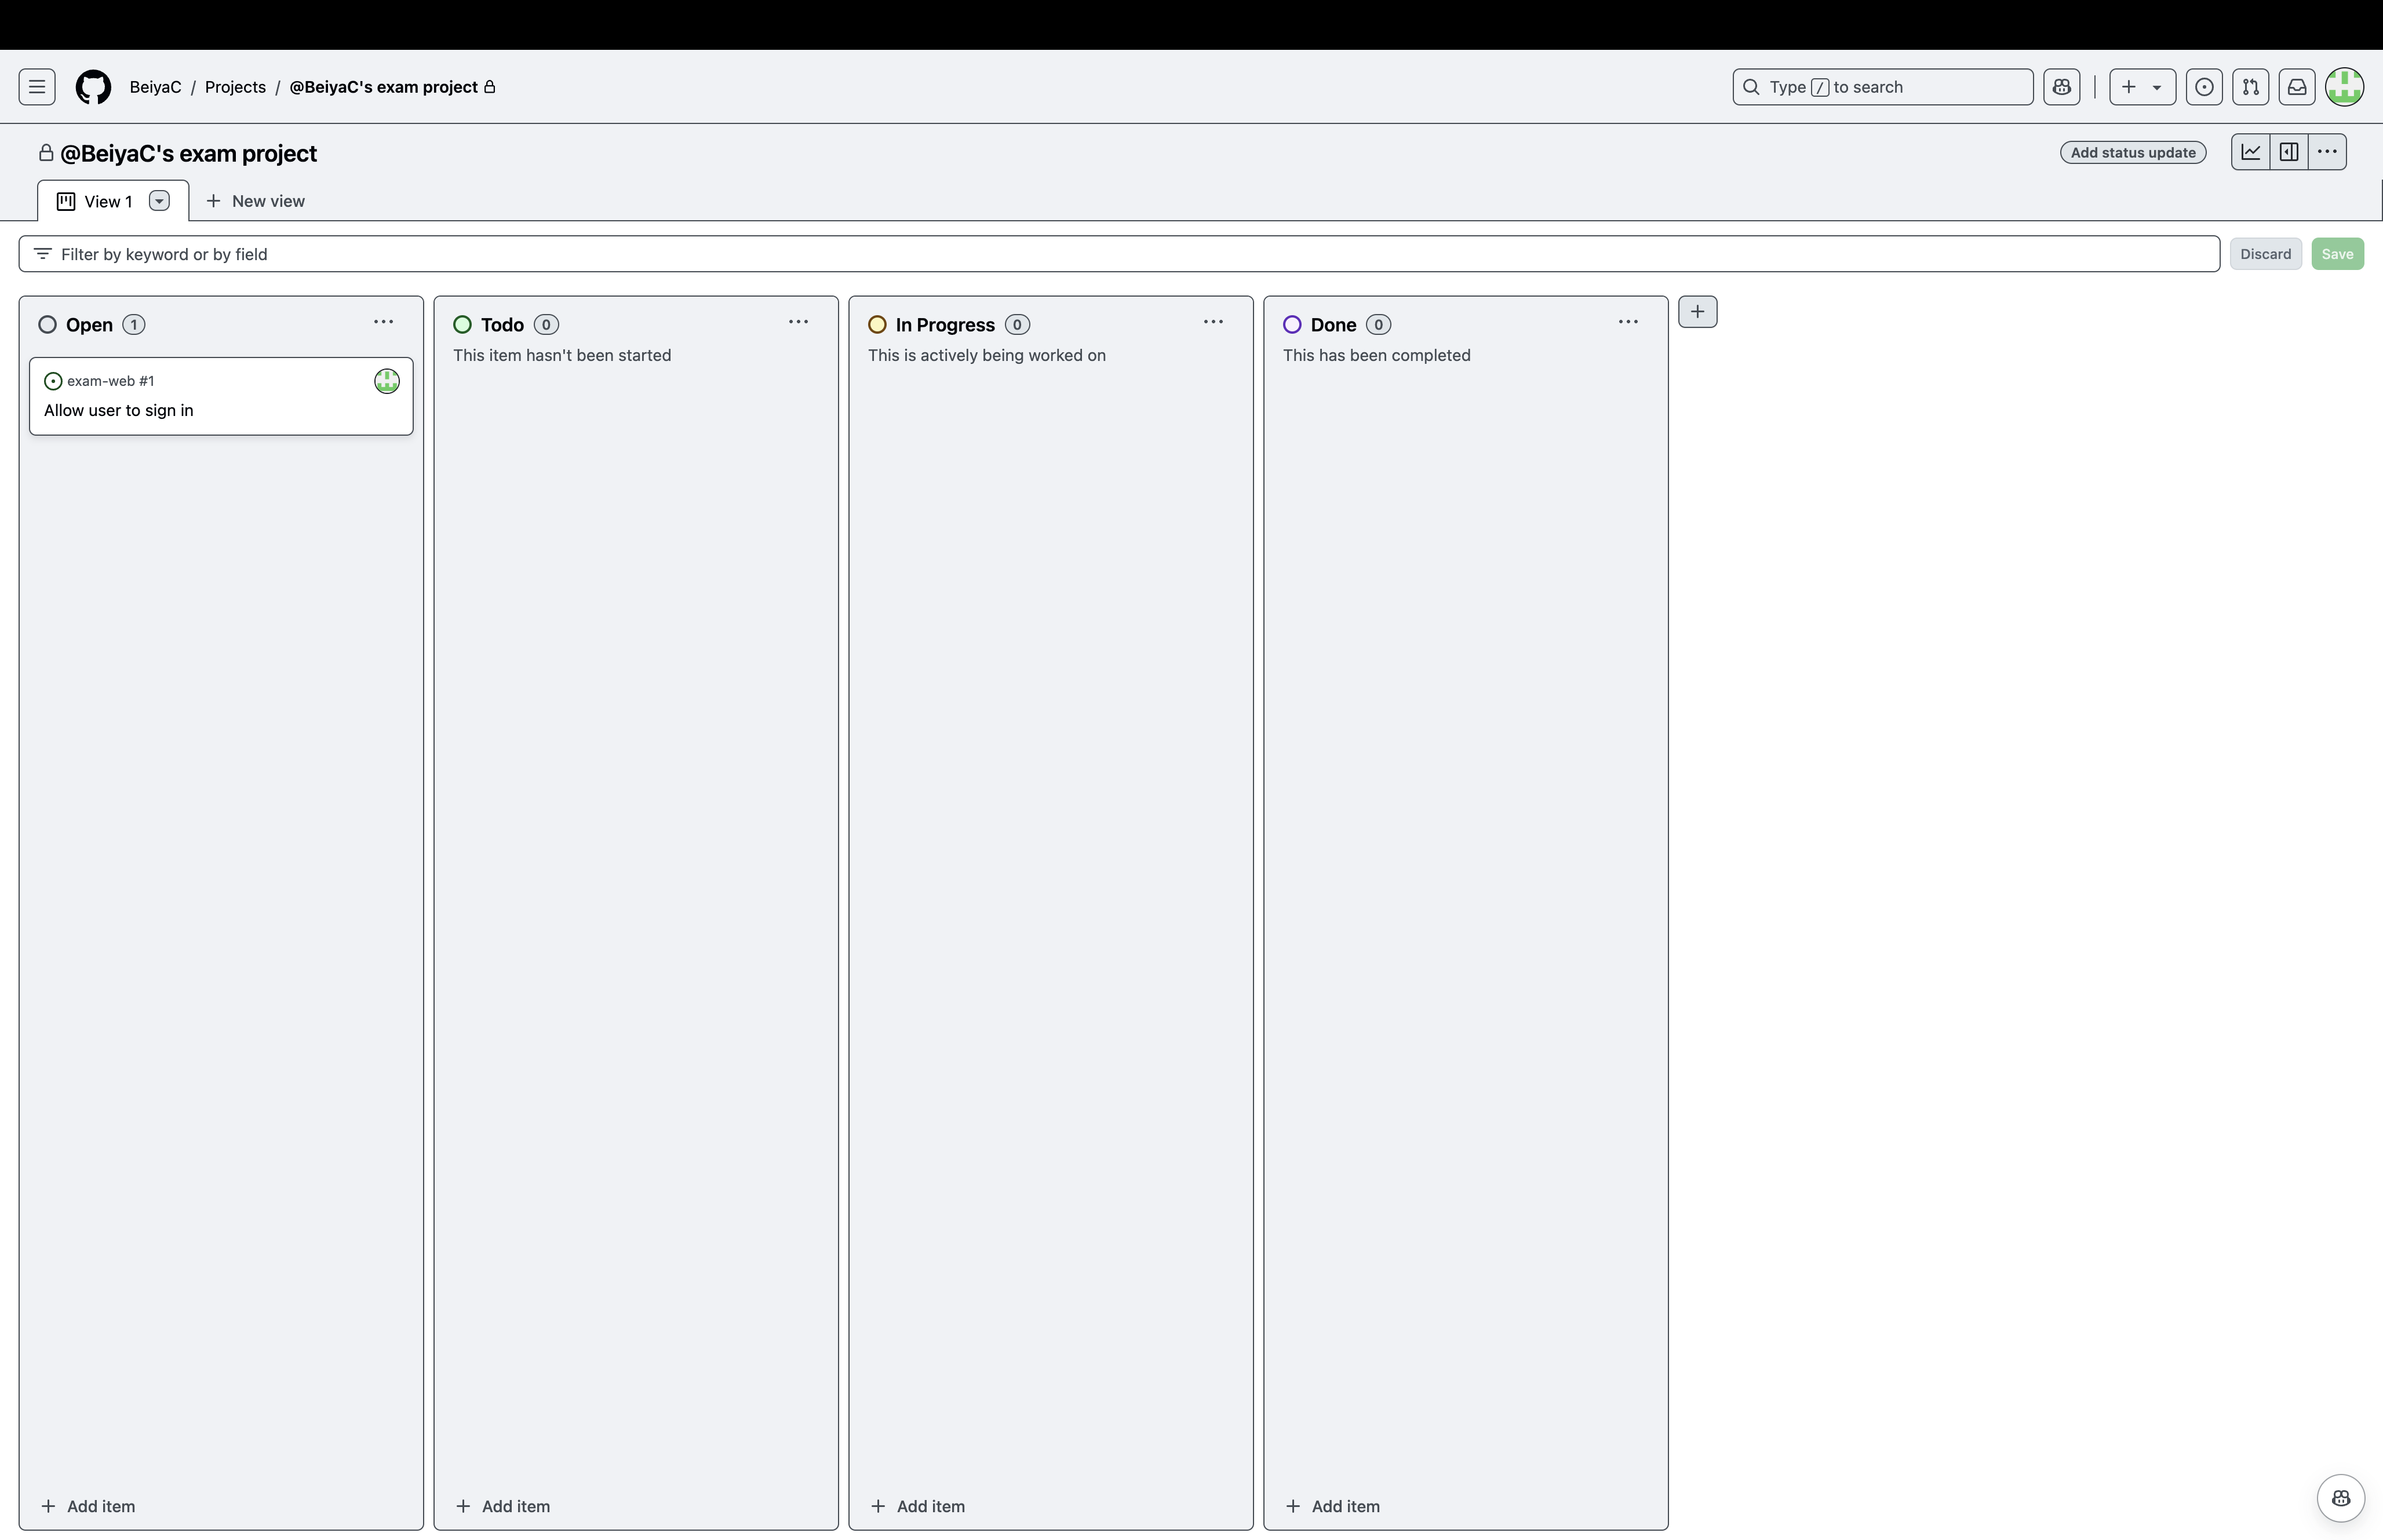 BeiyaC / Projects / @BeiyaC's exam project
Type / to search
@BeiyaC's exam project
Add status update
View 1
New view
Filter by keyword or by field
Discard
Save
Open 1
exam-web #1
Allow user to sign in
Add item
Todo 0
This item hasn't been started
Add item
In Progress 0
This is actively being worked on
Add item
Done 0
This has been completed
Add item